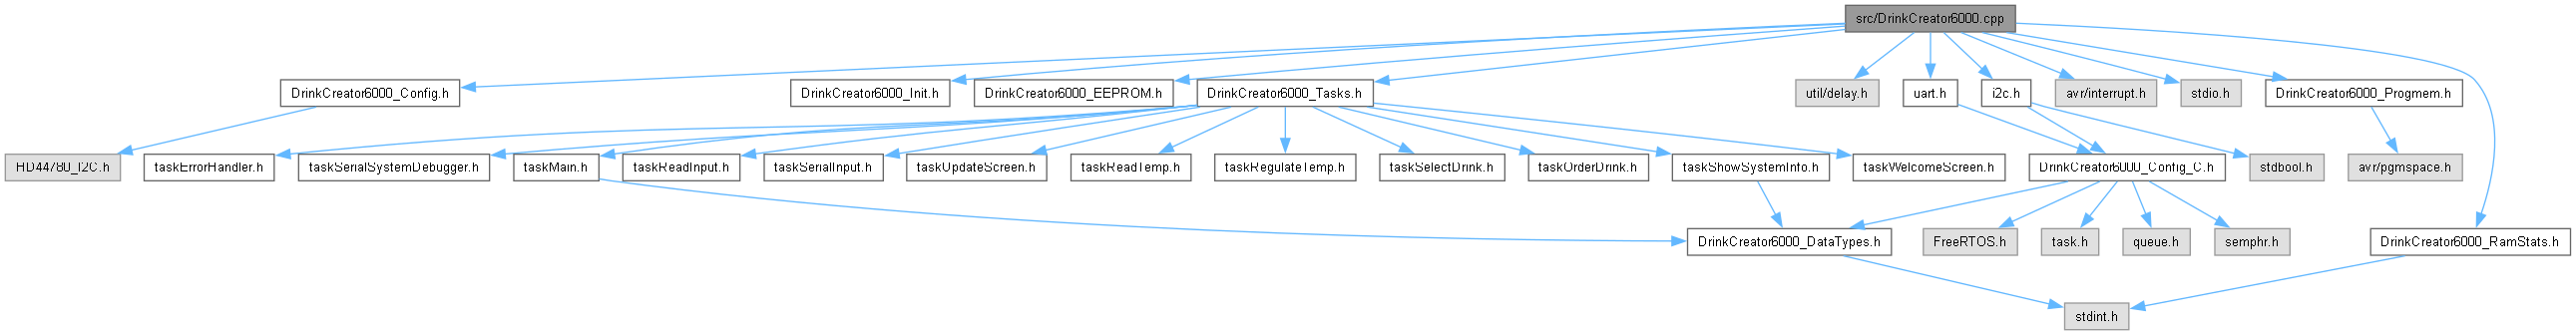 src/DrinkCreator6000.cpp
DrinkCreator6000_Config.h
DrinkCreator6000_Init.h
DrinkCreator6000_EEPROM.h
DrinkCreator6000_Tasks.h
util/delay.h
uart.h
i2c.h
avr/interrupt.h
stdio.h
DrinkCreator6000_Progmem.h
HD44780_I2C.h
taskErrorHandler.h
taskSerialSystemDebugger.h
taskMain.h
taskReadInput.h
taskSerialInput.h
taskUpdateScreen.h
taskReadTemp.h
taskRegulateTemp.h
taskSelectDrink.h
taskOrderDrink.h
taskShowSystemInfo.h
taskWelcomeScreen.h
DrinkCreator6000_Config_C.h
stdbool.h
avr/pgmspace.h
DrinkCreator6000_DataTypes.h
FreeRTOS.h
task.h
queue.h
semphr.h
DrinkCreator6000_RamStats.h
stdint.h